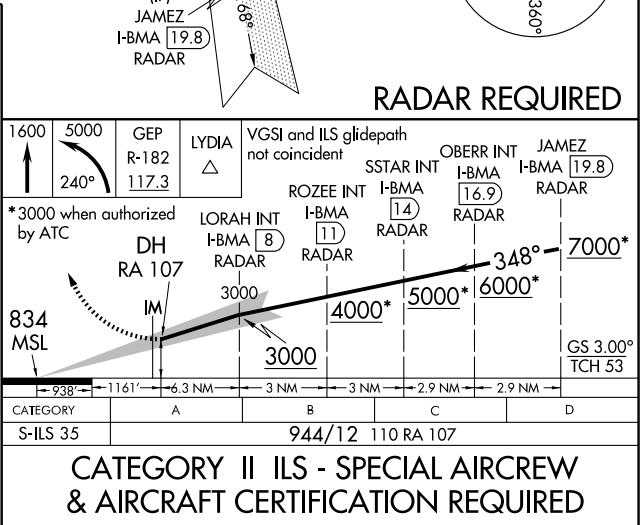 (IF)
JAMEZ
I-BMA 19.8
RADAR
168°
360°
RADAR REQUIRED
1600
5000
240°
GEP
R-182
117.3
LYDIA
VGSI and ILS glidepath
not coincident
*3000 when authorized
by ATC
LORAH INT
I-BMA 8
RADAR
ROZEE INT
I-BMA
11
RADAR
SSTAR INT
I-BMA
14
RADAR
OBERR INT
I-BMA
16.9
RADAR
JAMEZ
I-BMA 19.8
RADAR
DH
RA 107
IM
834
MSL
3000
3000
4000*
5000*
6000*
348°
7000*
GS 3.00°
TCH 53
938' 1161' 6.3 NM 3 NM 3 NM 2.9 NM 2.9 NM
CATEGORY A B C D
S-ILS 35 944/12 110 RA 107
CATEGORY II ILS - SPECIAL AIRCREW
& AIRCRAFT CERTIFICATION REQUIRED